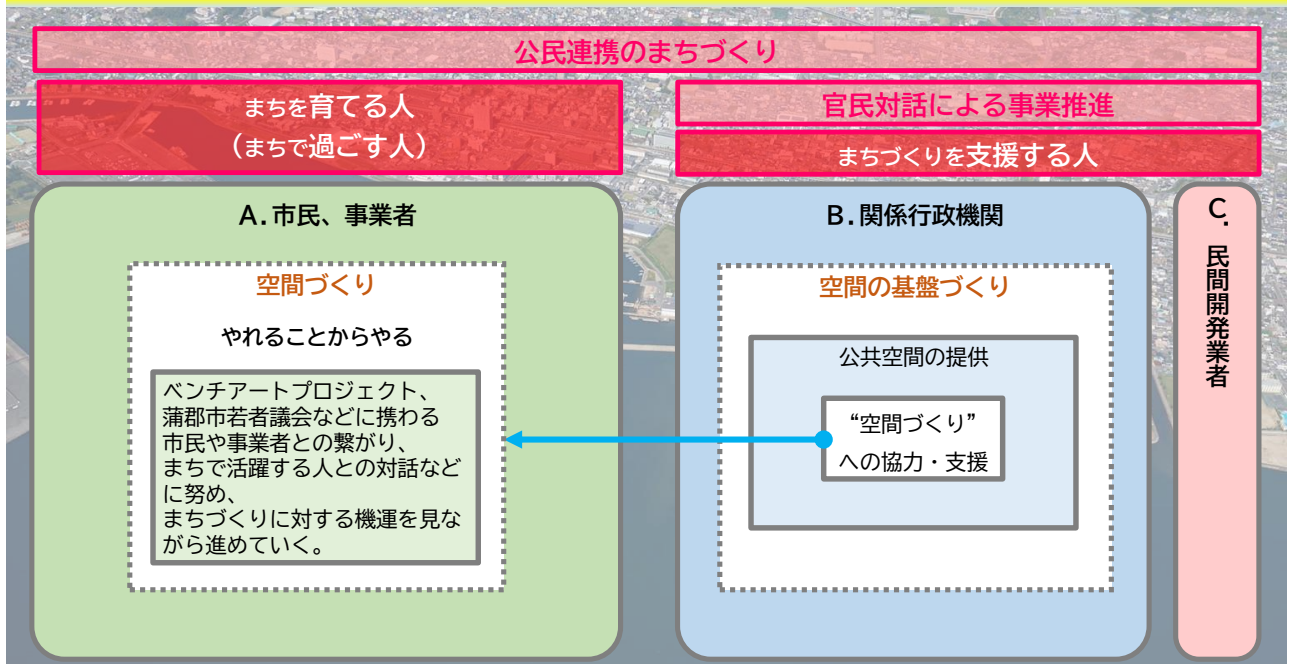 公民連携のまちづくり
まちを育てる人
（まちで過ごす人）
官民対話による事業推進
まちづくりを支援する人
A.市民、事業者
空間づくり
やれることからやる
ベンチアートプロジェクト、
蒲郡市若者議会などに携わる
市民や事業者との繋がり、
まちで活躍する人との対話など
に努め、
まちづくりに対する機運を見な
がら進めていく。
B.関係行政機関
空間の基盤づくり
公共空間の提供
“空間づくり”
への協力・支援
C.民間開発業者